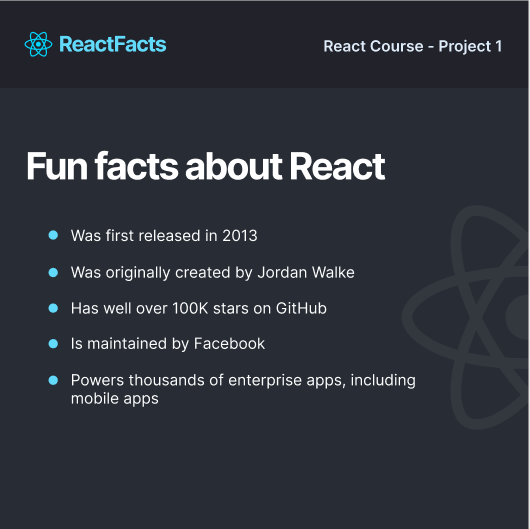 ReactFacts
React Course - Project 1
Fun facts about React
Was first released in 2013
Was originally created by Jordan Walke
Has well over 100K stars on GitHub
Is maintained by Facebook
Powers thousands of enterprise apps, including
mobile apps